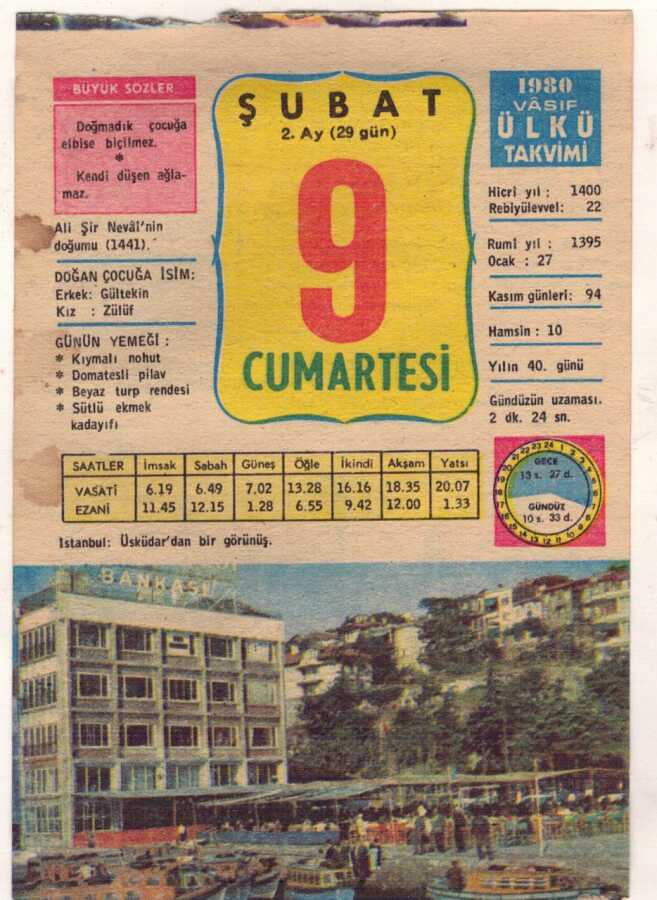 BÜYÜK SÖZLER
Doğmadık çocuğa
elbise biçilmez.
*
Kendi düşen ağla-
maz.
Ali Şir Nevâi'nin
doğumu (1441).
DOĞAN ÇOCUĞA İSİM:
Erkek: Gültekin
Kız : Zülüf
GÜNÜN YEMEĞİ :
* Kıymalı nohut
* Domatesli pilav
* Beyaz turp rendesi
* Sütlü ekmek
kadayıfı
ŞUBAT
2. Ay (29 gün)
9
CUMARTESİ
1980
VÂSIF
ÜLKÜ
TAKVİMİ
Hicrî yıl : 1400
Rebiyülevvel: 22
Rumî yıl : 1395
Ocak : 27
Kasım günleri: 94
Hamsin : 10
Yılın 40. günü
Gündüzün uzaması.
2 dk. 24 sn.
SAATLER İmsak Sabah Güneş Öğle İkindi Akşam Yatsı
VASATİ 6.19 6.49 7.02 13.28 16.16 18.35 20.07
EZANİ 11.45 12.15 1.28 6.55 9.42 12.00 1.33
GECE
13 s. 27 d.
GÜNDÜZ
10 s. 33 d.
İstanbul: Üsküdar'dan bir görünüş.
BANKASI